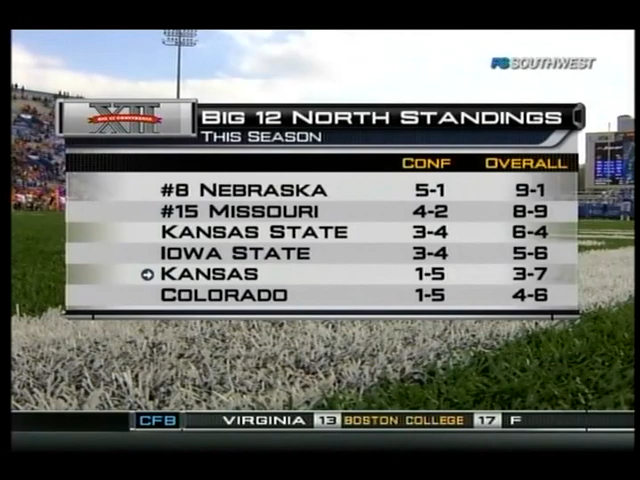 FS SOUTHWEST
XII
BIG 12 CONFERENCE
BIG 12 NORTH STANDINGS
THIS SEASON
CONF OVERALL
#8 NEBRASKA 5-1 9-1
#15 MISSOURI 4-2 8-9
KANSAS STATE 3-4 6-4
IOWA STATE 3-4 5-6
KANSAS 1-5 3-7
COLORADO 1-5 4-6
CFB VIRGINIA 13 BOSTON COLLEGE 17 F